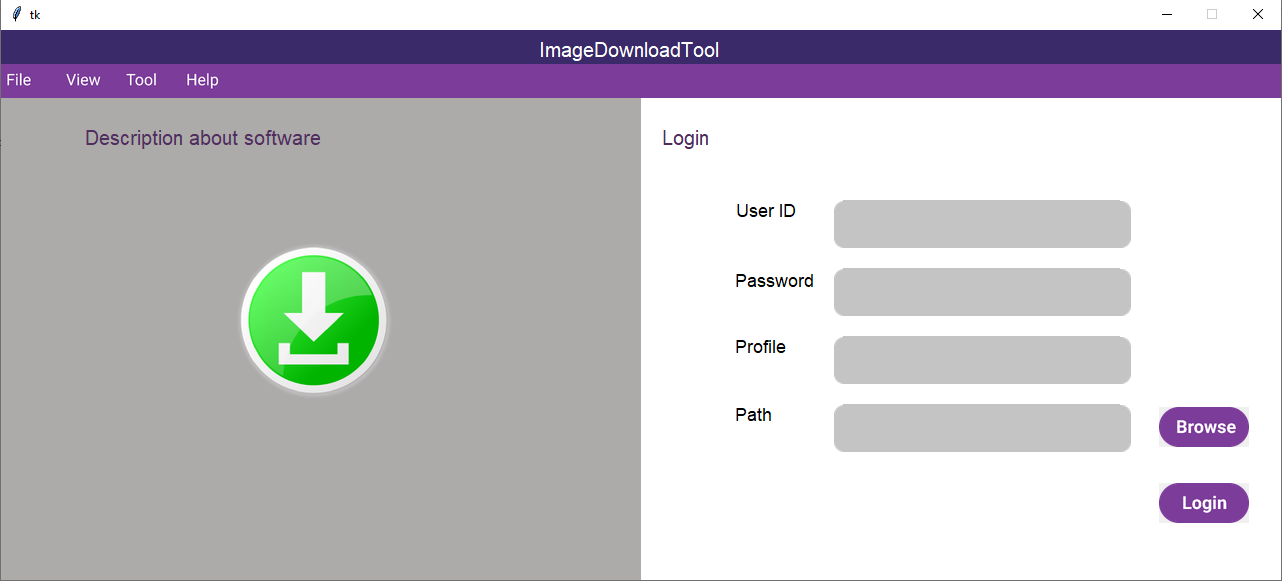 tk
ImageDownloadTool
File View Tool Help
Description about software
Login
User ID
Password
Profile
Path
Browse
Login